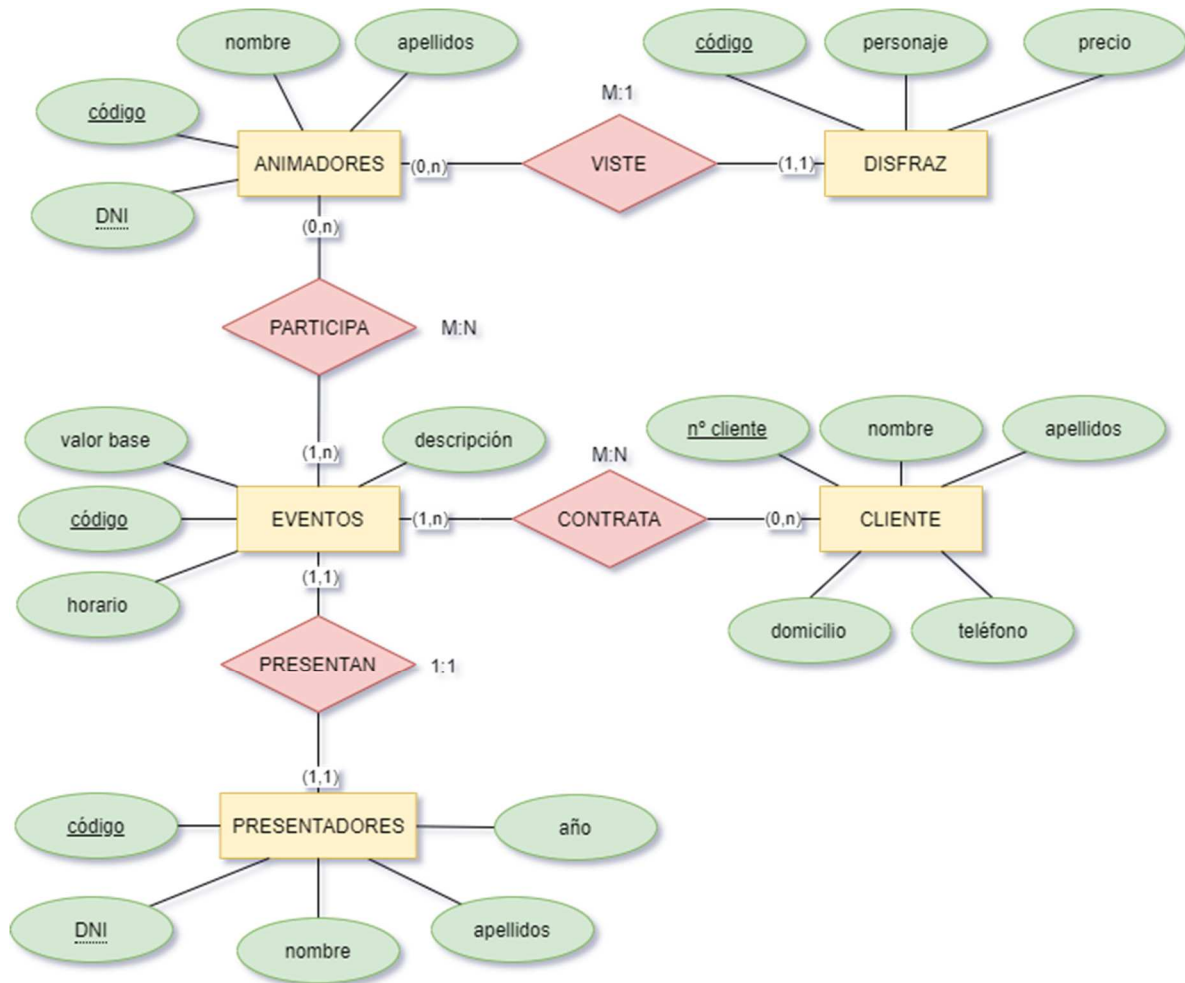 nombre
apellidos
código
personaje
precio
código
M:1
ANIMADORES
(0,n)
VISTE
(1,1)
DISFRAZ
DNI
(0,n)
PARTICIPA
M:N
valor base
descripción
nº cliente
nombre
apellidos
(1,n)
M:N
código
EVENTOS
(1,n)
CONTRATA
(0,n)
CLIENTE
(1,1)
horario
domicilio
teléfono
PRESENTAN
1:1
(1,1)
código
PRESENTADORES
año
DNI
nombre
apellidos